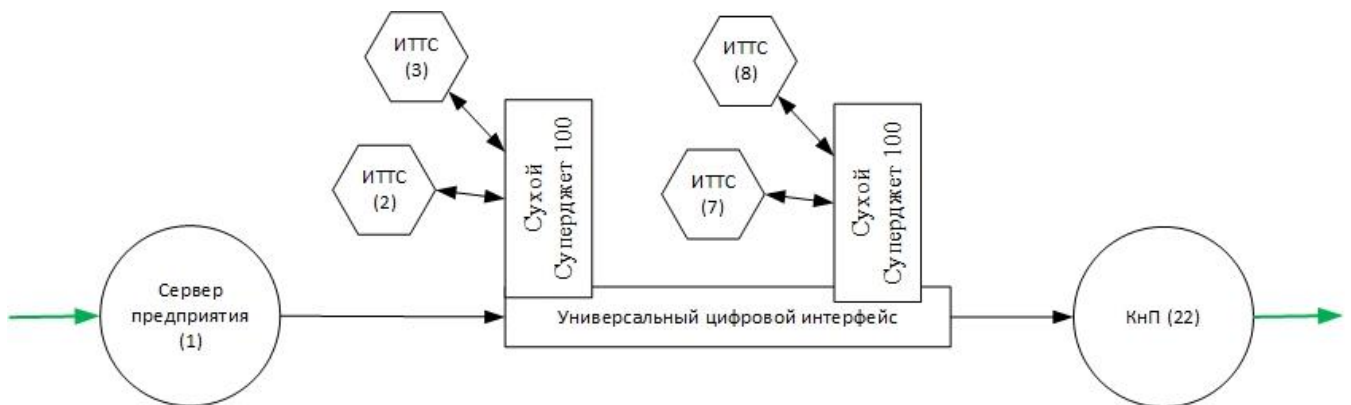 ИТТС
(3)
ИТТС
(8)
ИТТС
(2)
ИТТС
(7)
Сухой
Суперджет 100
Сухой
Суперджет 100
Сервер
предприятия
(1)
Универсальный цифровой интерфейс
КнП (22)